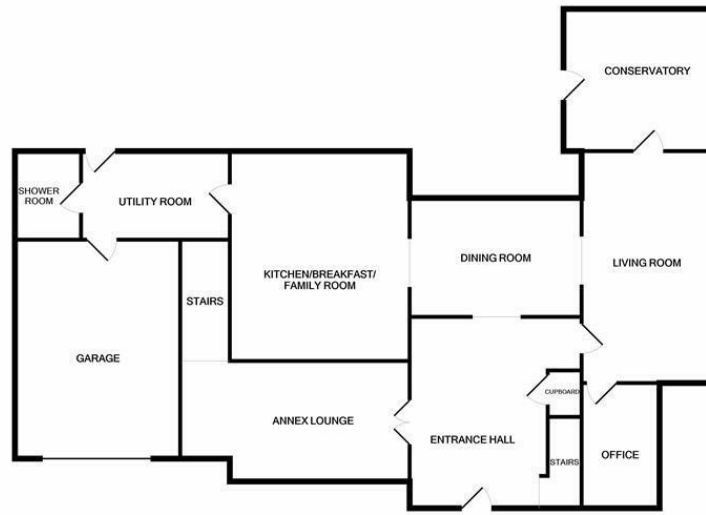 CONSERVATORY
SHOWER
ROOM
UTILITY ROOM
DINING ROOM
LIVING ROOM
KITCHEN/BREAKFAST/
FAMILY ROOM
STAIRS
GARAGE
CUPBOARD
ANNEX LOUNGE
ENTRANCE HALL
STAIRS
OFFICE